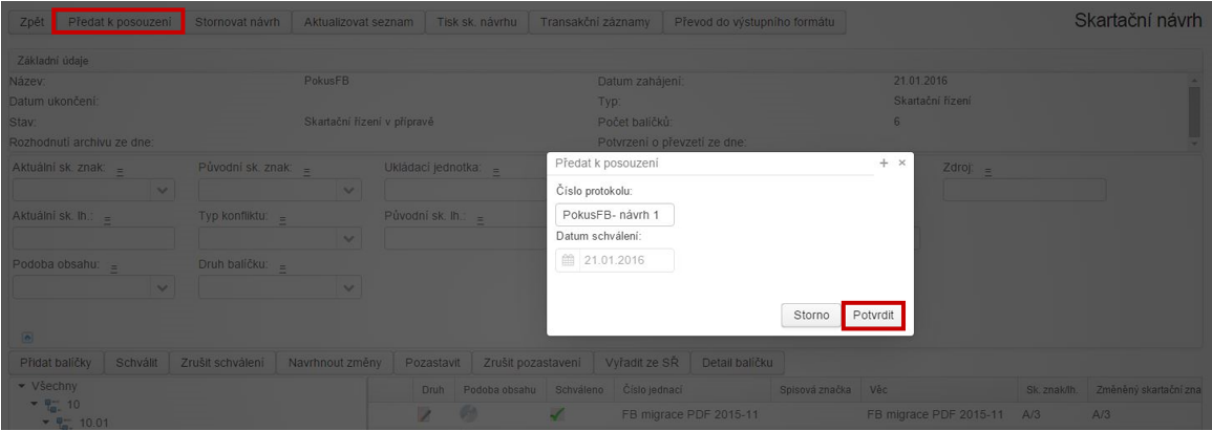 Zpět Předat k posouzení Stornovat návrh Aktualizovat seznam Tisk sk. návrhu Transakční záznamy Převod do výstupního formátu Skartační návrh
Základní údaje
Název: PokusFB Datum zahájení: 21.01.2016
Datum ukončení: Typ: Skartační řízení
Stav: Skartační řízení v přípravě Počet balíčků: 6
Rozhodnutí archivu ze dne: Potvrzení o převzetí ze dne:
Aktuální sk. znak: = Původní sk. znak: = Ukládací jednotka: = Zdroj: =
Aktuální sk. lh.: = Typ konfliktu: = Původní sk. lh.: =
Podoba obsahu: = Druh balíčku: =
Předat k posouzení
Číslo protokolu:
PokusFB- návrh 1
Datum schválení:
21.01.2016
Storno Potvrdit
Přidat balíčky Schválit Zrušit schválení Navrhnout změny Pozastavit Zrušit pozastavení Vyřadit ze SŘ Detail balíčku
Všechny
10
10.01
Druh Podoba obsahu Schváleno Číslo jednací Spisová značka Věc Sk. znak/lh. Změněný skartační zna
FB migrace PDF 2015-11 FB migrace PDF 2015-11 A/3 A/3